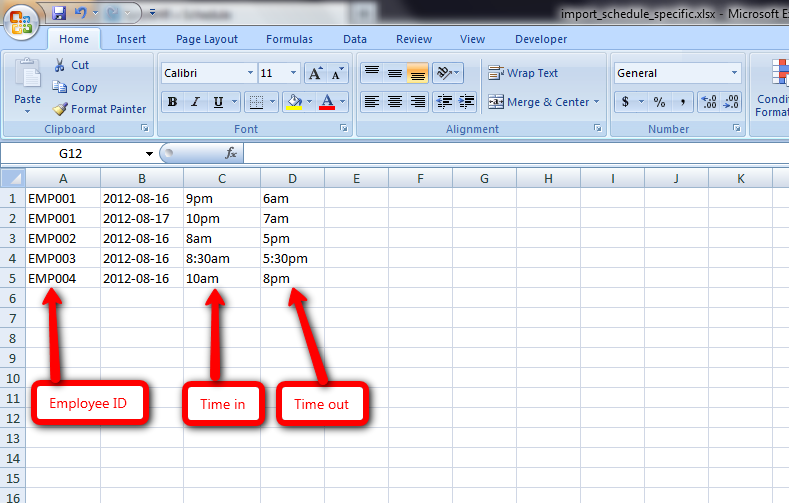 import_schedule_specific.xlsx - Microsoft Ex
Home Insert Page Layout Formulas Data Review View Developer
Paste Cut Calibri 11 A A Wrap Text General
Copy
Format Painter B I U A Merge & Center $ % , .00 Condi
Format
Clipboard Font Alignment Number
G12 fx
A B C D E F G H I J K
1 EMP001 2012-08-16 9pm 6am
2 EMP001 2012-08-17 10pm 7am
3 EMP002 2012-08-16 8am 5pm
4 EMP003 2012-08-16 8:30am 5:30pm
5 EMP004 2012-08-16 10am 8pm
6
7
8
9
10
11
12
13
14
15
16
Employee ID Time in Time out